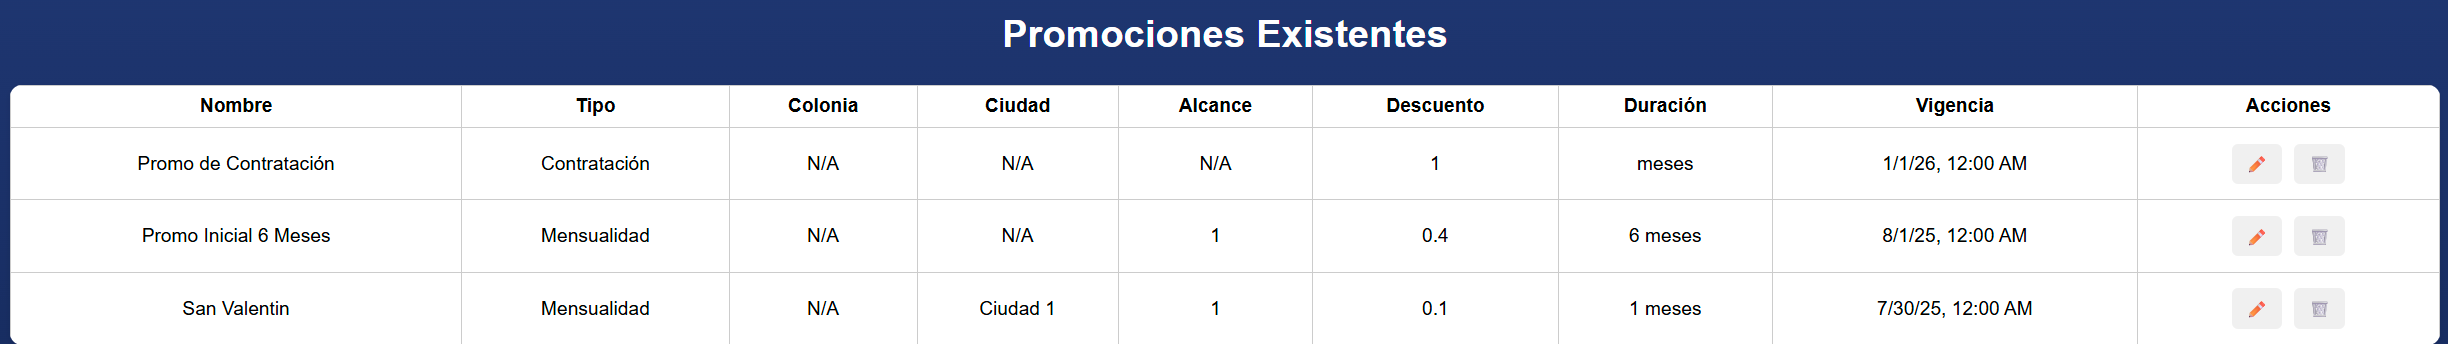 Promociones Existentes
Nombre Tipo Colonia Ciudad Alcance Descuento Duración Vigencia Acciones
Promo de Contratación Contratación N/A N/A N/A 1 meses 1/1/26, 12:00 AM
Promo Inicial 6 Meses Mensualidad N/A N/A 1 0.4 6 meses 8/1/25, 12:00 AM
San Valentin Mensualidad N/A Ciudad 1 1 0.1 1 meses 7/30/25, 12:00 AM